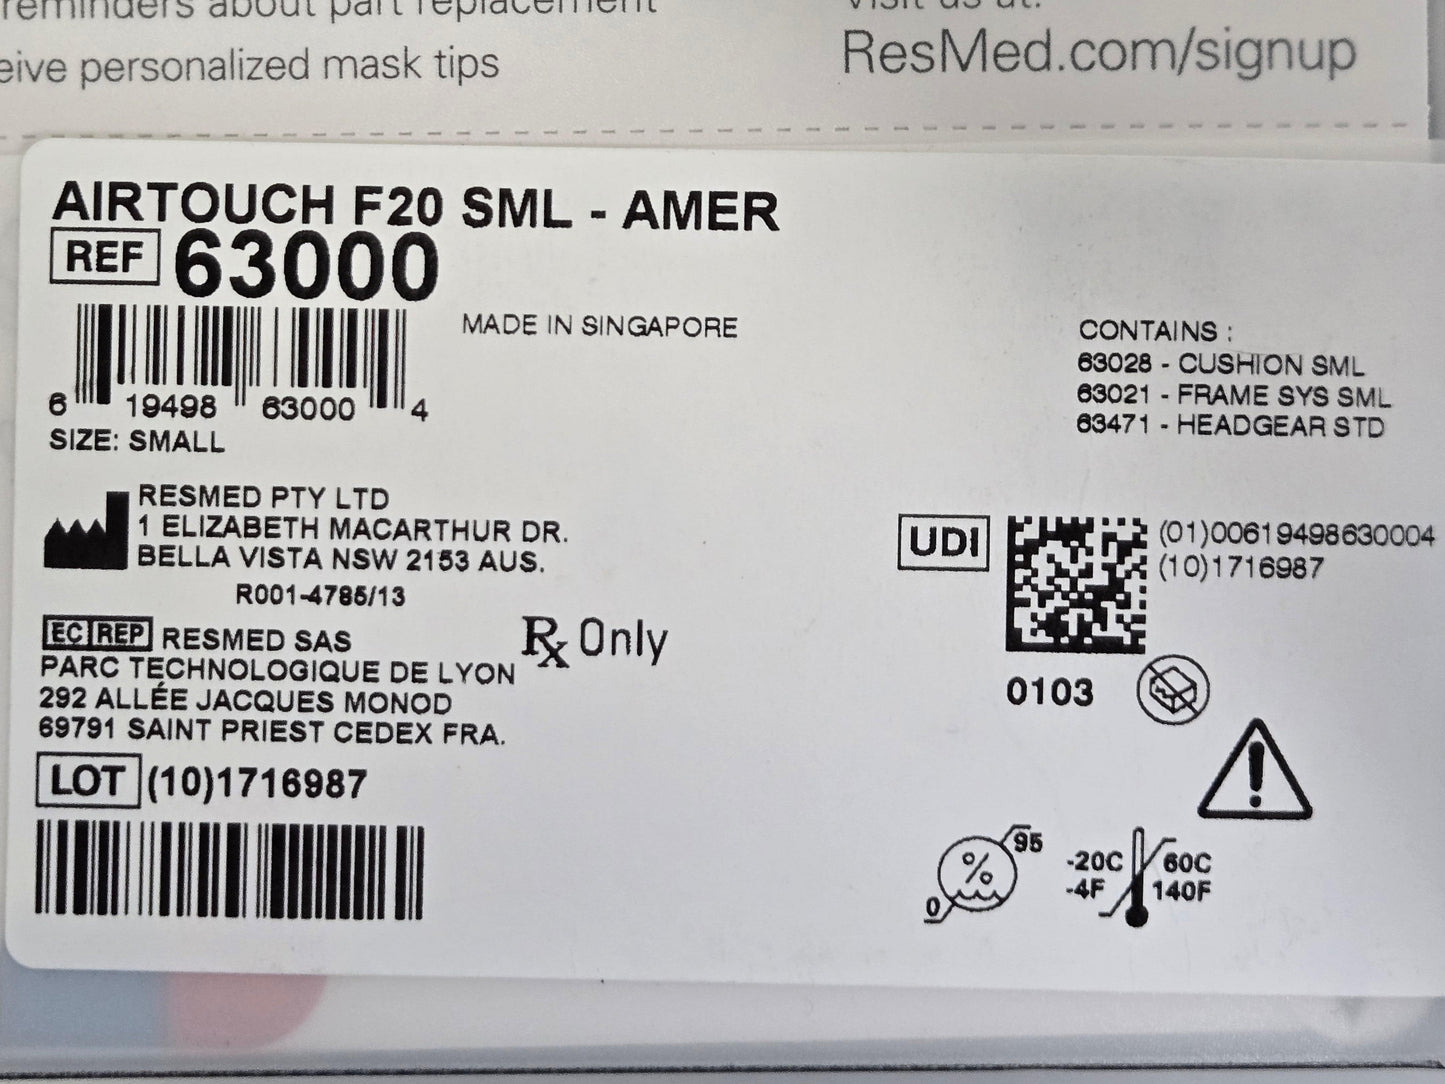 reminders about part replacement
visit us at:
eive personalized mask tips
ResMed.com/signup
AIRTOUCH F20 SML - AMER
REF 63000
MADE IN SINGAPORE
6 19498 63000 4
SIZE: SMALL
CONTAINS :
63028 - CUSHION SML
63021 - FRAME SYS SML
63471 - HEADGEAR STD
RESMED PTY LTD
1 ELIZABETH MACARTHUR DR.
BELLA VISTA NSW 2153 AUS.
R001-4785/13
EC REP RESMED SAS
PARC TECHNOLOGIQUE DE LYON
292 ALLÉE JACQUES MONOD
69791 SAINT PRIEST CEDEX FRA.
Rx Only
LOT (10)1716987
UDI
(01)00619498630004
(10)1716987
0103
% 95
0
-20C 60C
-4F 140F